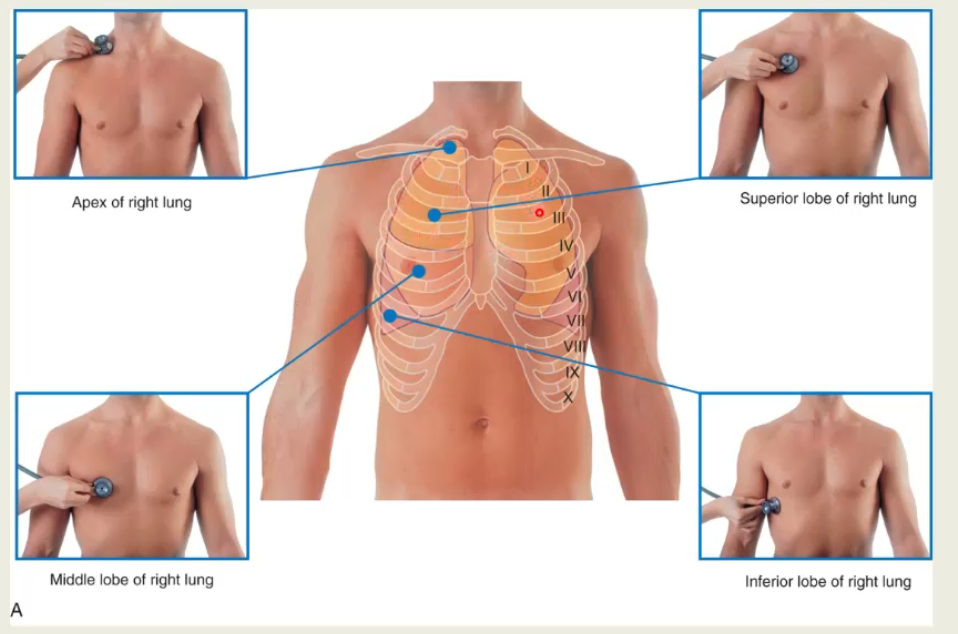 Apex of right lung
Superior lobe of right lung
I
II
III
IV
V
VI
VII
VIII
IX
X
Middle lobe of right lung
Inferior lobe of right lung
A